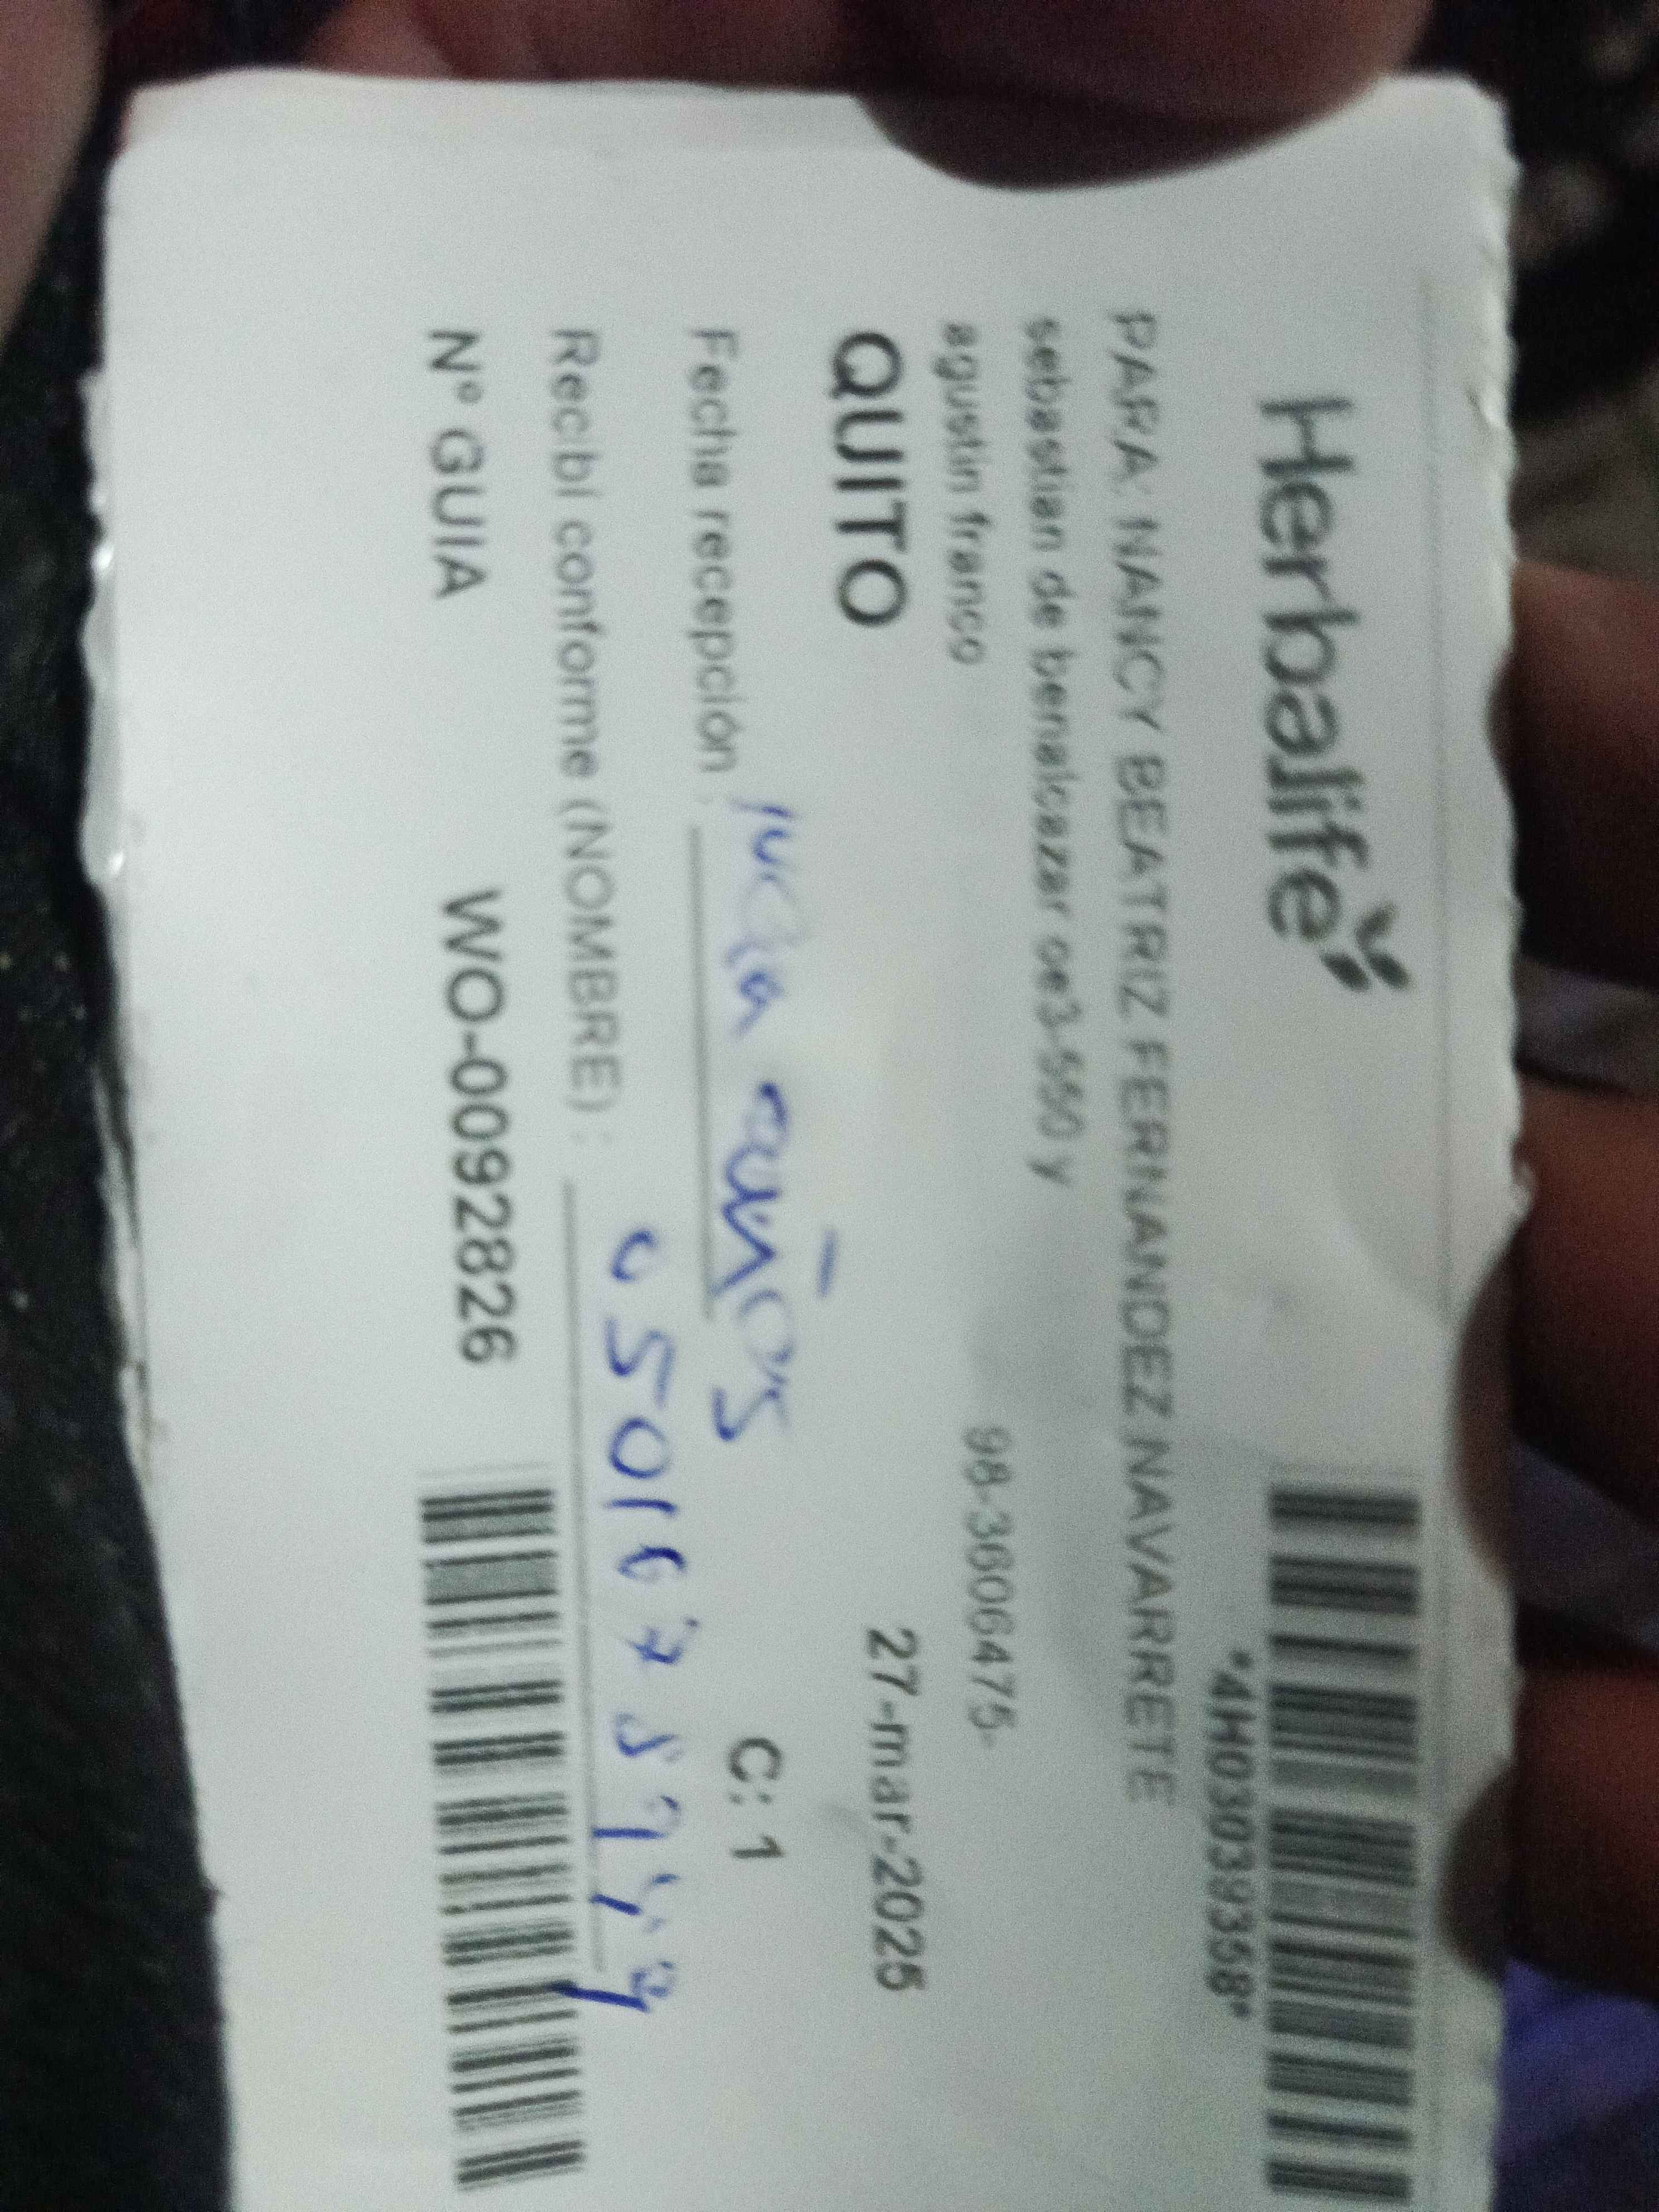 Herbalife
*4H03039358*
PARA: NANCY BEATRIZ FERNANDEZ NAVARRETE
sebastian de benalcazar oe3-550 y
agustin franco 98-3606475-
QUITO 27-mar-2025
Fecha recepción : C: 1
Recibí conforme (NOMBRE) :
Nº GUIA WO-00928826